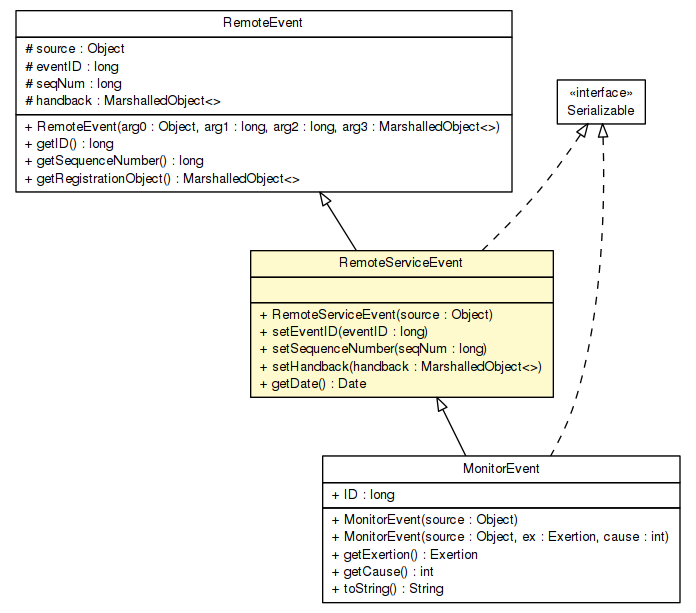 RemoteEvent
# source : Object
# eventID : long
# seqNum : long
# handback : MarshalledObject<>
+ RemoteEvent(arg0 : Object, arg1 : long, arg2 : long, arg3 : MarshalledObject<>)
+ getID() : long
+ getSequenceNumber() : long
+ getRegistrationObject() : MarshalledObject<>
«interface»
Serializable
RemoteServiceEvent
+ RemoteServiceEvent(source : Object)
+ setEventID(eventID : long)
+ setSequenceNumber(seqNum : long)
+ setHandback(handback : MarshalledObject<>)
+ getDate() : Date
MonitorEvent
+ ID : long
+ MonitorEvent(source : Object)
+ MonitorEvent(source : Object, ex : Exertion, cause : int)
+ getExertion() : Exertion
+ getCause() : int
+ toString() : String